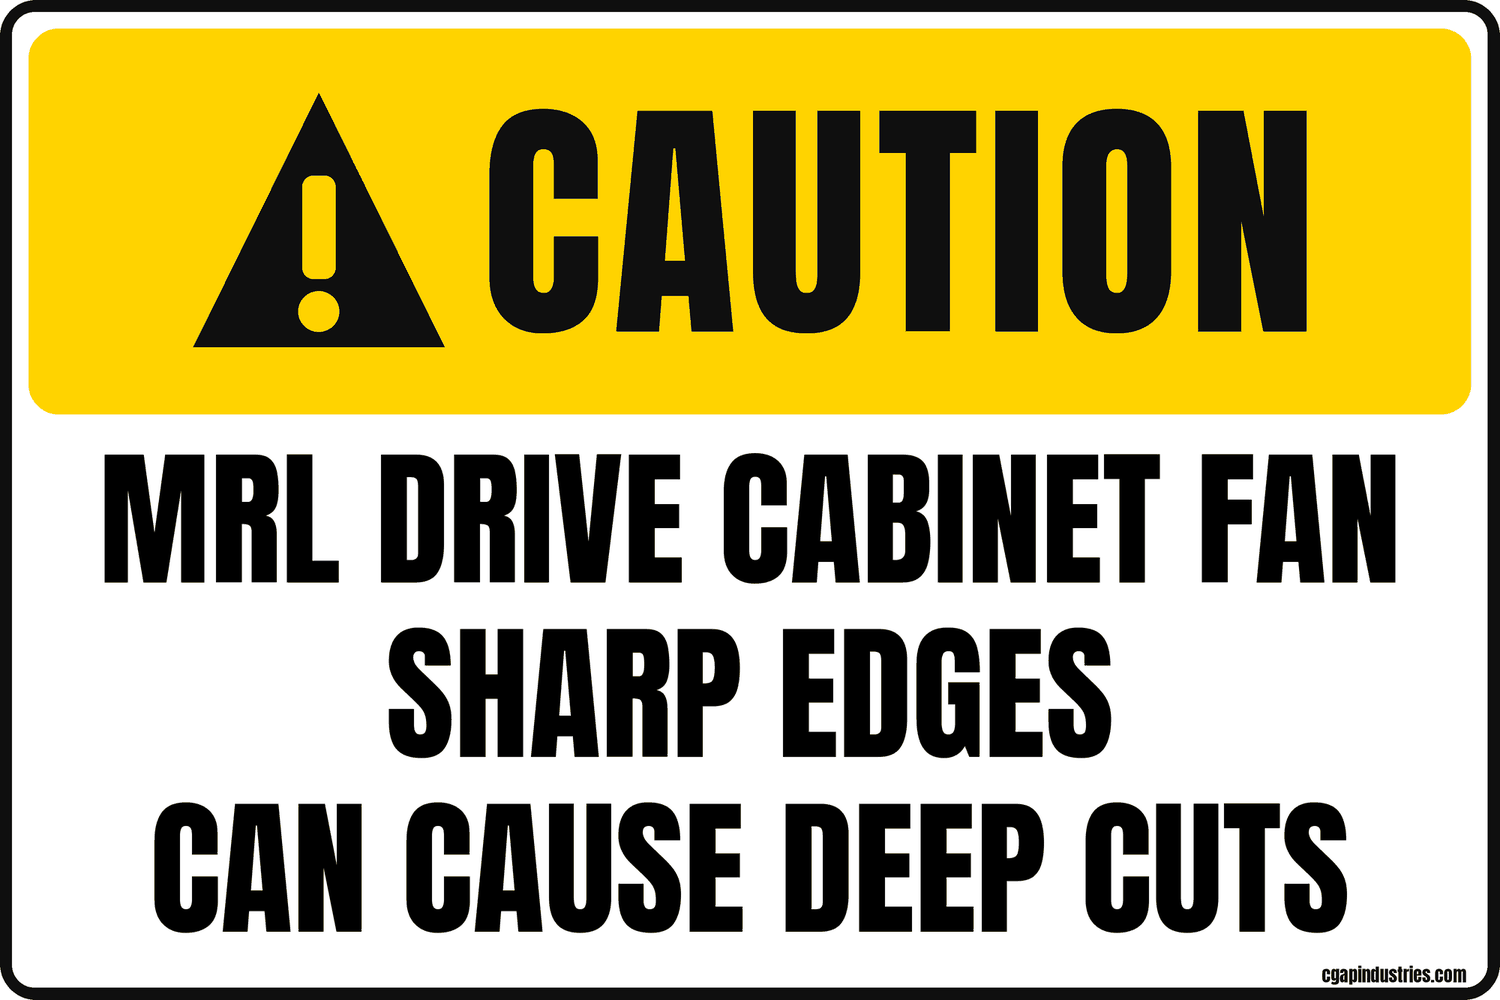 CAUTION
MRL DRIVE CABINET FAN
SHARP EDGES
CAN CAUSE DEEP CUTS
cgapindustries.com